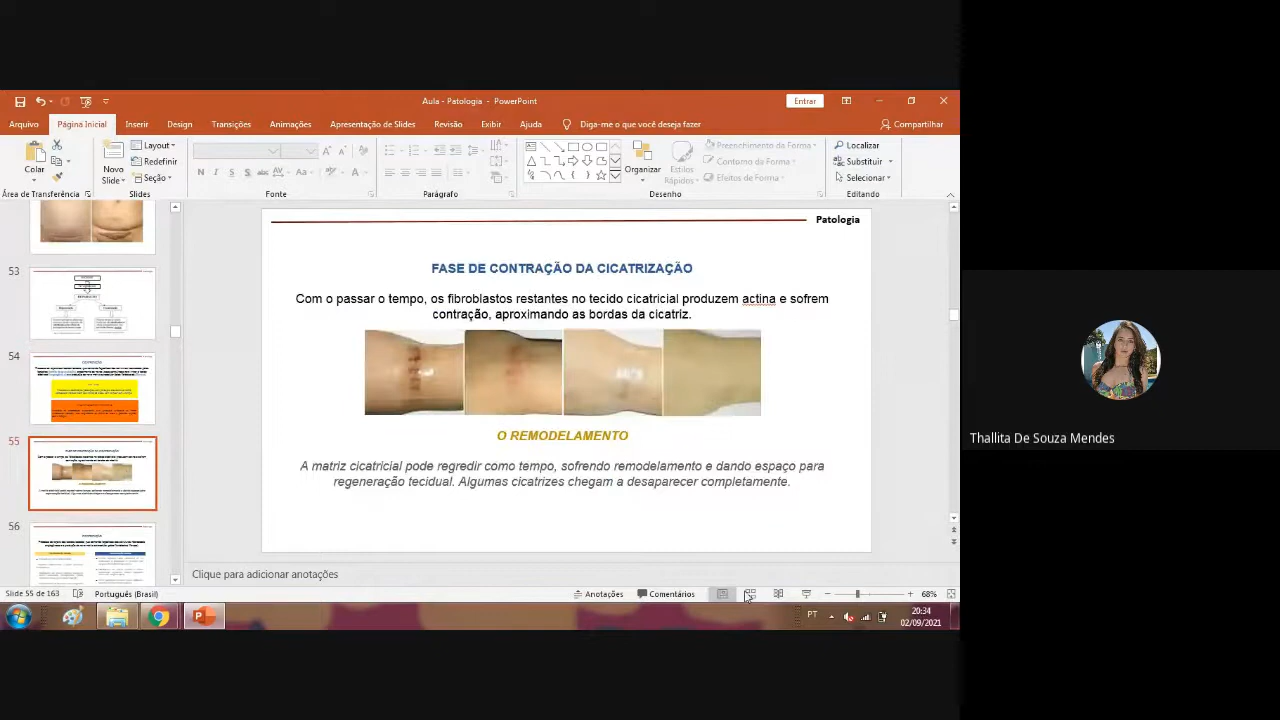 Aula - Patologia - PowerPoint
Entrar
Arquivo
Página Inicial
Inserir
Design
Transições
Animações
Apresentação de Slides
Revisão
Exibir
Ajuda
Diga-me o que você deseja fazer
Compartilhar
Colar
Novo
Slide
Layout
Redefinir
Seção
Organizar
Estilos
Rápidos
Preenchimento da Forma
Contorno da Forma
Efeitos de Forma
Localizar
Substituir
Selecionar
Área de Transferência
Slides
Fonte
Parágrafo
Desenho
Editando
53
54
55
56
Patologia
FASE DE CONTRAÇÃO DA CICATRIZAÇÃO
Com o passar o tempo, os fibroblastos restantes no tecido cicatricial produzem actina e sofrem
contração, aproximando as bordas da cicatriz.
O REMODELAMENTO
A matriz cicatricial pode regredir como tempo, sofrendo remodelamento e dando espaço para
regeneração tecidual. Algumas cicatrizes chegam a desaparecer completamente.
Clique para adicionar anotações
Slide 55 de 163
Português (Brasil)
Anotações
Comentários
68%
PT
20:34
02/09/2021
Thallita De Souza Mendes